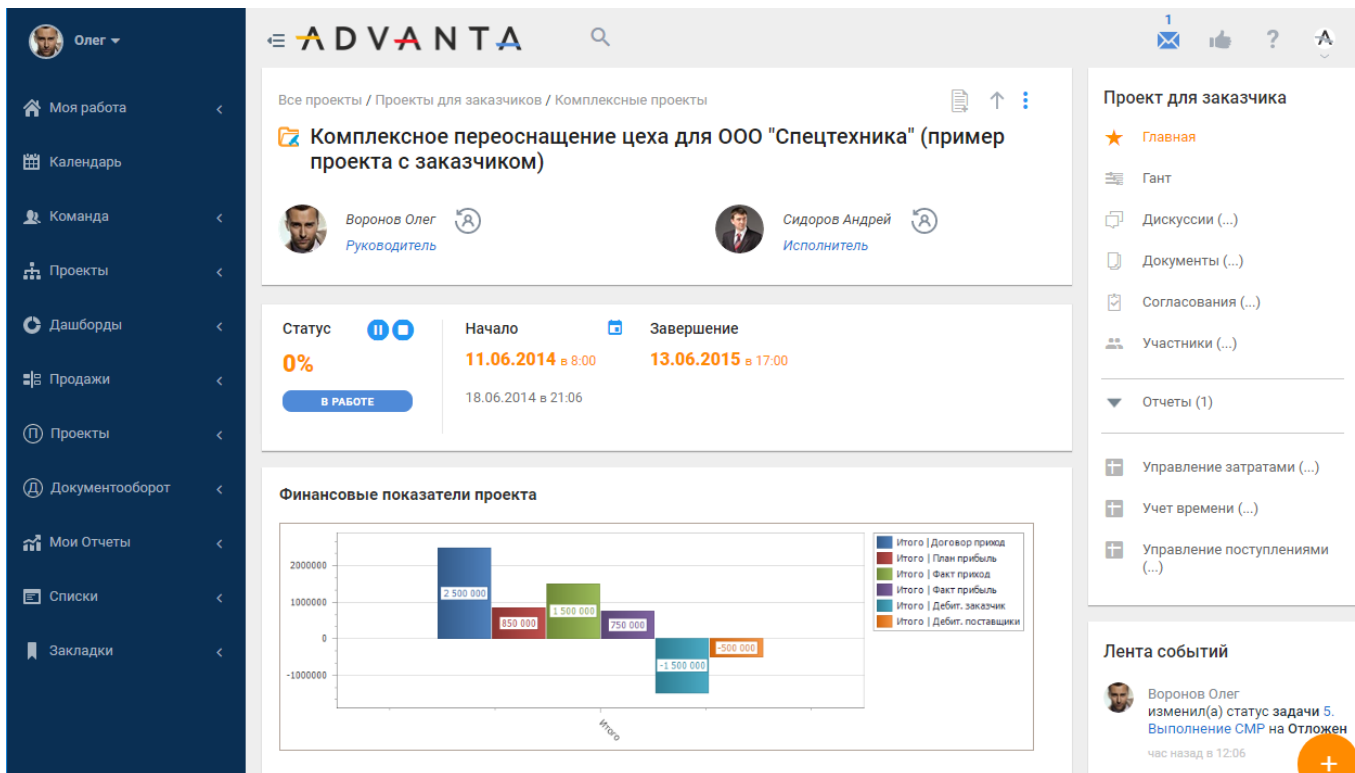 Олег
Моя работа
Календарь
Команда
Проекты
Дашборды
Продажи
П Проекты
Д Документооборот
Мои Отчеты
Списки
Закладки
ADVANTA
1
?
Все проекты / Проекты для заказчиков / Комплексные проекты
Комплексное переоснащение цеха для ООО "Спецтехника" (пример
проекта с заказчиком)
Воронов Олег
Руководитель
Сидоров Андрей
Исполнитель
Статус
0%
В РАБОТЕ
Начало
11.06.2014 в 8:00
18.06.2014 в 21:06
Завершение
13.06.2015 в 17:00
Финансовые показатели проекта
2000000
1000000
0
-1000000
2 500 000
850 000
1 500 000
750 000
-1 500 000
-500 000
Итого
Итого | Договор приход
Итого | План прибыль
Итого | Факт приход
Итого | Факт прибыль
Итого | Дебит. заказчик
Итого | Дебит. поставщики
Проект для заказчика
Главная
Гант
Дискуссии (...)
Документы (...)
Согласования (...)
Участники (...)
Отчеты (1)
Управление затратами (...)
Учет времени (...)
Управление поступлениями
(...)
Лента событий
Воронов Олег
изменил(а) статус задачи 5.
Выполнение СМР на Отложен
час назад в 12:06
+